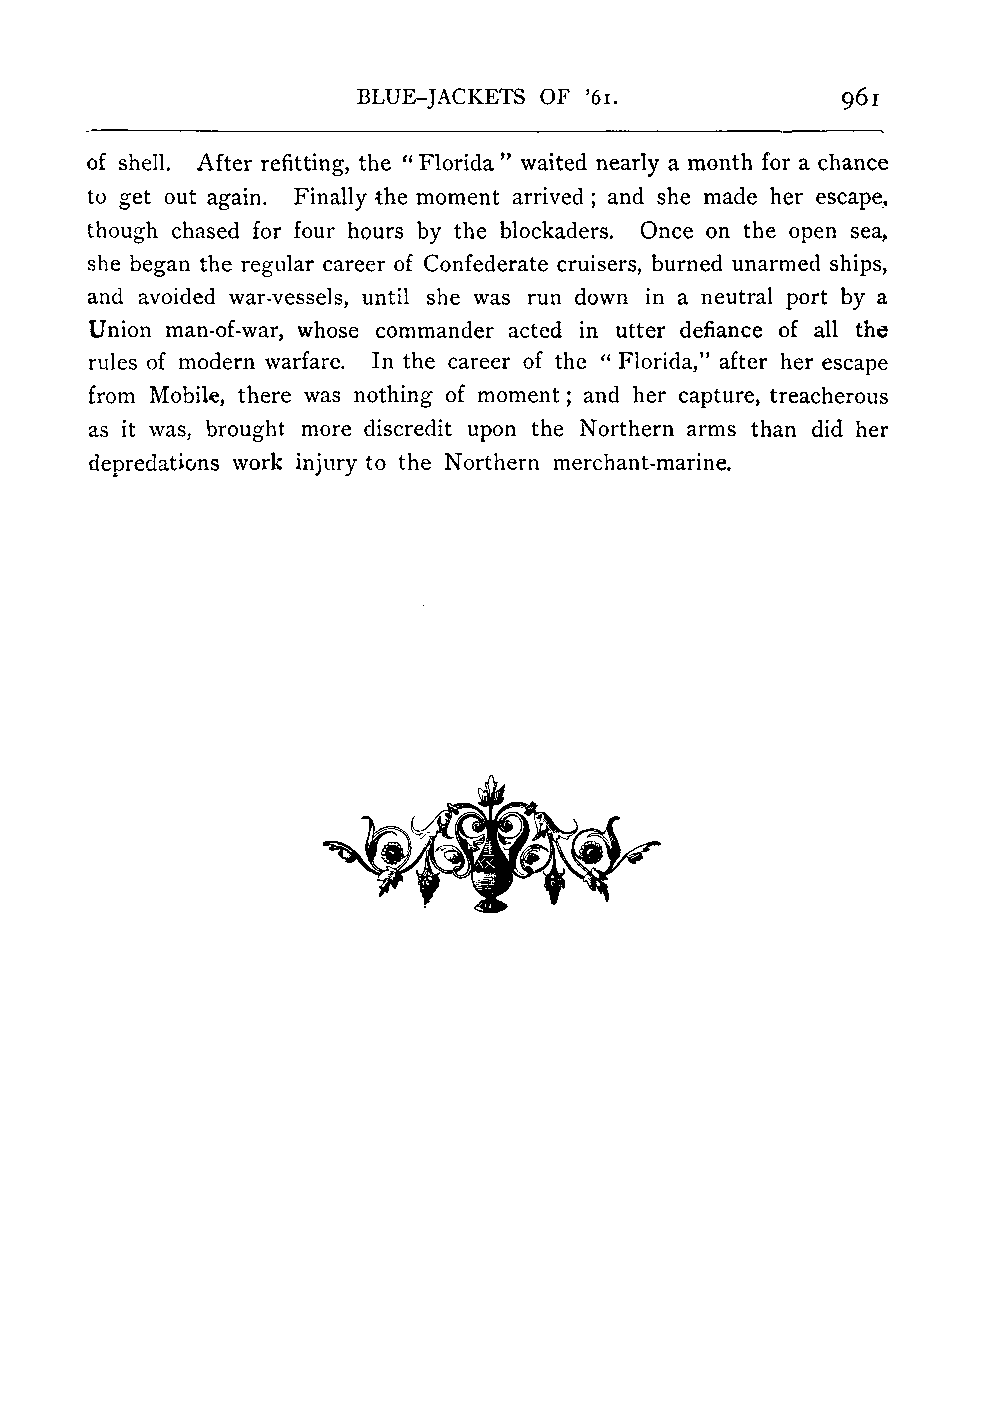 BLUE-JACKETS OF '61. 961
of shell. After refitting, the “Florida” waited nearly a month for a chance
to get out again. Finally the moment arrived; and she made her escape,
though chased for four hours by the blockaders. Once on the open sea,
she began the regular career of Confederate cruisers, burned unarmed ships,
and avoided war-vessels, until she was run down in a neutral port by a
Union man-of-war, whose commander acted in utter defiance of all the
rules of modern warfare. In the career of the “Florida,” after her escape
from Mobile, there was nothing of moment; and her capture, treacherous
as it was, brought more discredit upon the Northern arms than did her
depredations work injury to the Northern merchant-marine.